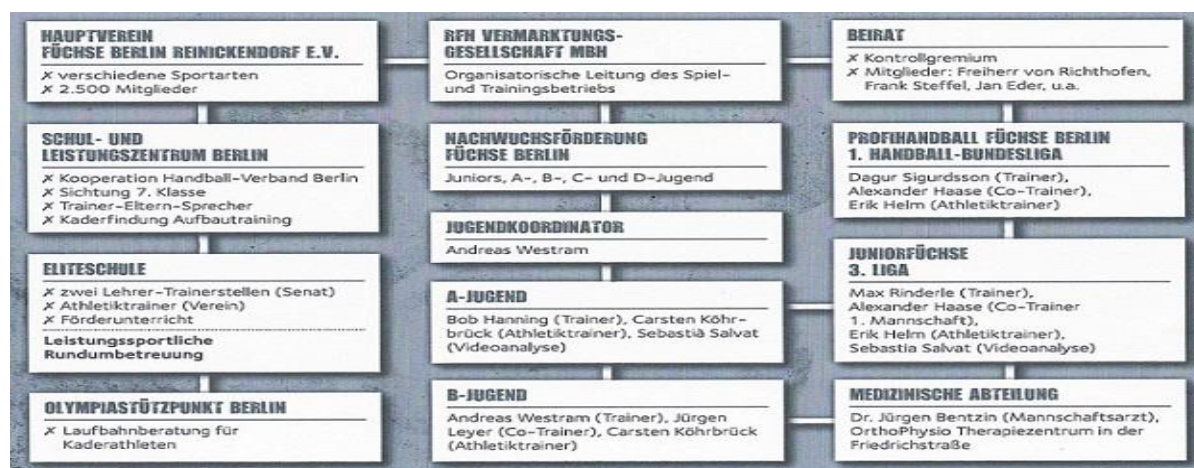 HAUPTVEREIN
FÜCHSE BERLIN REINICKENDORF E.V.
✗ verschiedene Sportarten
✗ 2.500 Mitglieder
SCHUL- UND
LEISTUNGSZENTRUM BERLIN
✗ Kooperation Handball-Verband Berlin
✗ Sichtung 7. Klasse
✗ Trainer-Eltern-Sprecher
✗ Kaderfindung Aufbautraining
ELITESCHULE
✗ zwei Lehrer-Trainerstellen (Senat)
✗ Athletiktrainer (Verein)
✗ Förderunterricht
Leistungssportliche
Rundumbetreuung
OLYMPIASTÜTZPUNKT BERLIN
✗ Laufbahnberatung für
Kaderathleten
RFH VERMARKTUNGS-
GESELLSCHAFT MBH
Organisatorische Leitung des Spiel-
und Trainingsbetriebs
NACHWUCHSFÖRDERUNG
FÜCHSE BERLIN
Juniors, A-, B-, C- und D-Jugend
JUGENDKOORDINATOR
Andreas Westram
A-JUGEND
Bob Hanning (Trainer), Carsten Köhr-
brück (Athletiktrainer), Sebastià Salvat
(Videoanalyse)
B-JUGEND
Andreas Westram (Trainer), Jürgen
Leyer (Co-Trainer), Carsten Köhrbrück
(Athletiktrainer)
BEIRAT
✗ Kontrollgremium
✗ Mitglieder: Freiherr von Richthofen,
Frank Steffel, Jan Eder, u.a.
PROFIHANDBALL FÜCHSE BERLIN
1. HANDBALL-BUNDESLIGA
Dagur Sigurdsson (Trainer),
Alexander Haase (Co-Trainer),
Erik Helm (Athletiktrainer)
JUNIORFÜCHSE
3. LIGA
Max Rinderle (Trainer),
Alexander Haase (Co-Trainer
1. Mannschaft),
Erik Helm (Athletiktrainer),
Sebastia Salvat (Videoanalyse)
MEDIZINISCHE ABTEILUNG
Dr. Jürgen Bentzin (Mannschaftsarzt),
OrthoPhysio Therapiezentrum in der
Friedrichstraße